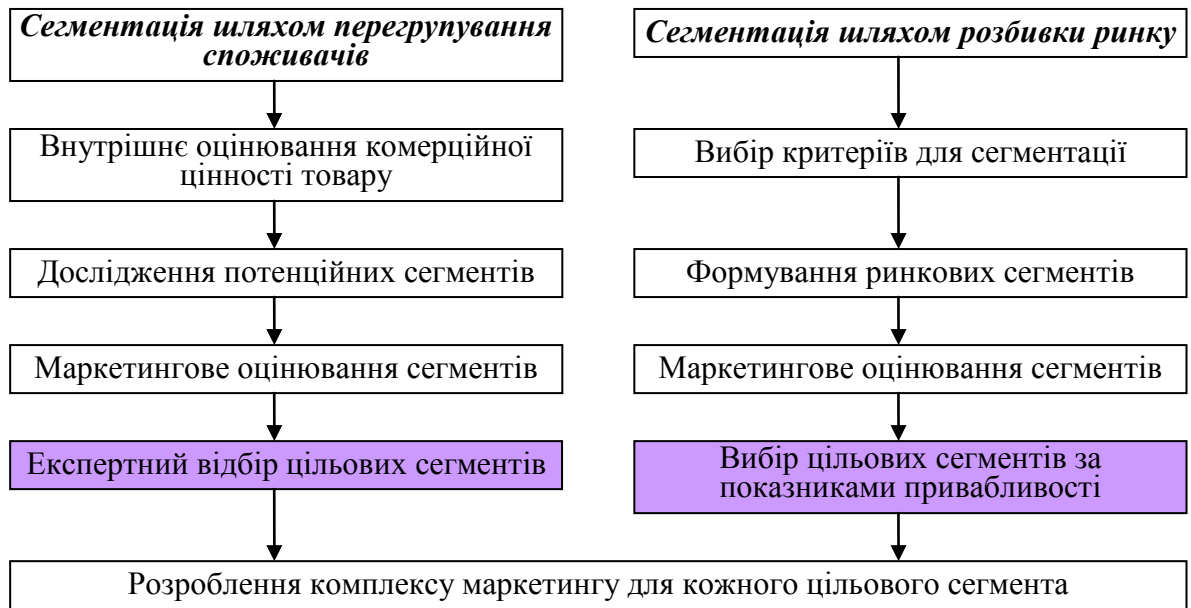 Сегментація шляхом перегрупування
споживачів
Внутрішнє оцінювання комерційної
цінності товару
Дослідження потенційних сегментів
Маркетингове оцінювання сегментів
Експертний відбір цільових сегментів
Сегментація шляхом розбивки ринку
Вибір критеріїв для сегментації
Формування ринкових сегментів
Маркетингове оцінювання сегментів
Вибір цільових сегментів за
показниками привабливості
Розроблення комплексу маркетингу для кожного цільового сегмента